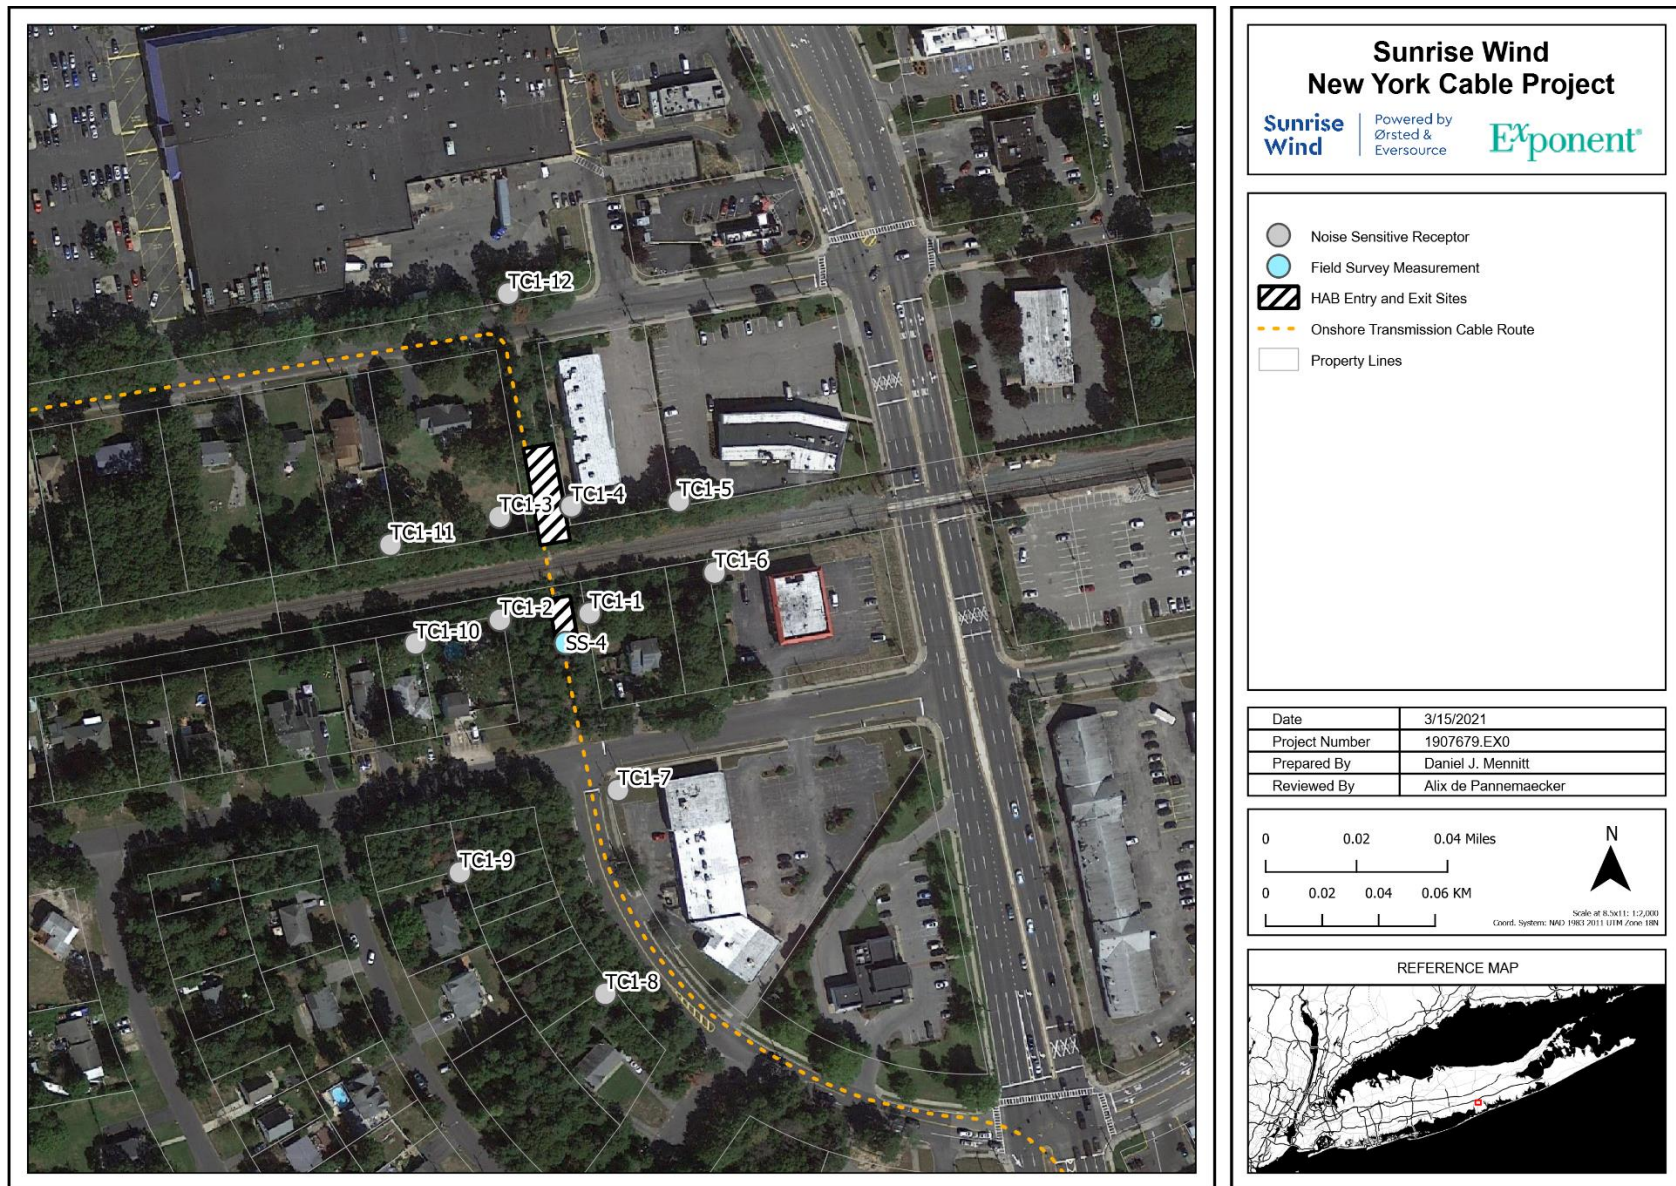 TC1-12
TC1-3
TC1-4
TC1-5
TC1-11
TC1-6
TC1-2
TC1-1
TC1-10
SS-4
TC1-7
TC1-9
TC1-8
Sunrise Wind
New York Cable Project
Sunrise
Wind
Powered by
Ørsted &
Eversource
Exponent®
Noise Sensitive Receptor
Field Survey Measurement
HAB Entry and Exit Sites
Onshore Transmission Cable Route
Property Lines
Date 3/15/2021
Project Number 1907679.EX0
Prepared By Daniel J. Mennitt
Reviewed By Alix de Pannemaecker
0 0.02 0.04 Miles
0 0.02 0.04 0.06 KM
N
Scale at 8.5x11: 1:2,000
Coord. System: NAD 1983 2011 UTM Zone 18N
REFERENCE MAP